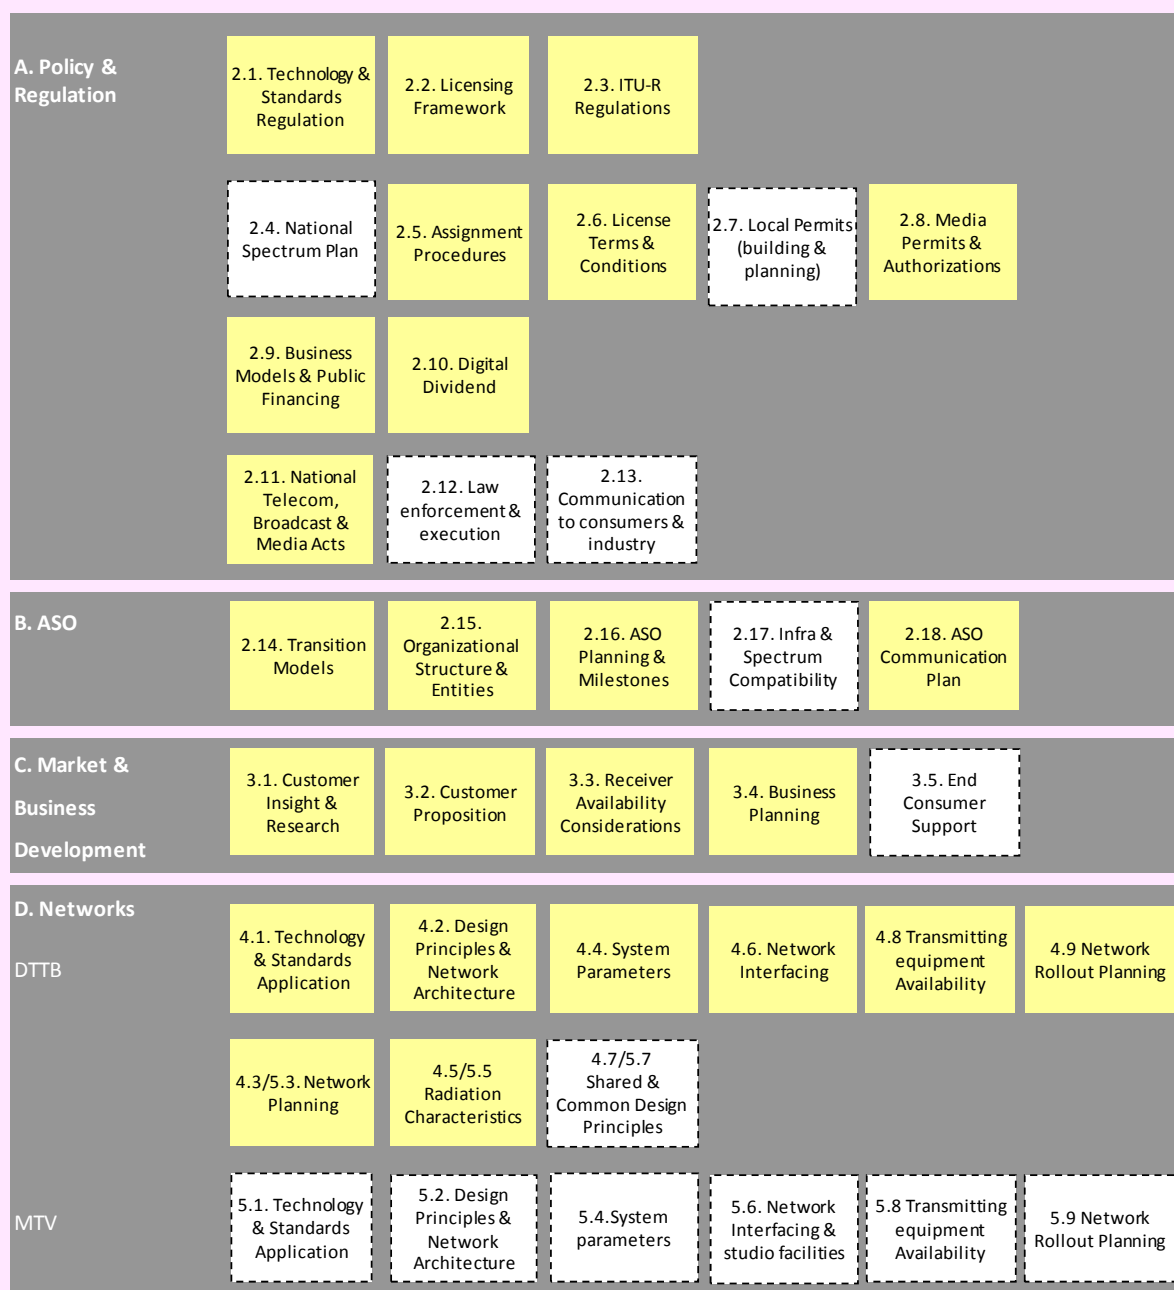 A. Policy &
Regulation
2.1. Technology &
Standards
Regulation
2.2. Licensing
Framework
2.3. ITU-R
Regulations
2.4. National
Spectrum Plan
2.5. Assignment
Procedures
2.6. License
Terms &
Conditions
2.7. Local Permits
(building &
planning)
2.8. Media
Permits &
Authorizations
2.9. Business
Models & Public
Financing
2.10. Digital
Dividend
2.11. National
Telecom,
Broadcast &
Media Acts
2.12. Law
enforcement &
execution
2.13.
Communication
to consumers &
industry
B. ASO
2.14. Transition
Models
2.15.
Organizational
Structure &
Entities
2.16. ASO
Planning &
Milestones
2.17. Infra &
Spectrum
Compatibility
2.18. ASO
Communication
Plan
C. Market &
Business
Development
3.1. Customer
Insight &
Research
3.2. Customer
Proposition
3.3. Receiver
Availability
Considerations
3.4. Business
Planning
3.5. End
Consumer
Support
D. Networks
DTTB
4.1. Technology
& Standards
Application
4.2. Design
Principles &
Network
Architecture
4.4. System
Parameters
4.6. Network
Interfacing
4.8 Transmitting
equipment
Availability
4.9 Network
Rollout Planning
4.3/5.3. Network
Planning
4.5/5.5
Radiation
Characteristics
4.7/5.7
Shared &
Common Design
Principles
MTV
5.1. Technology
& Standards
Application
5.2. Design
Principles &
Network
Architecture
5.4.System
parameters
5.6. Network
Interfacing &
studio facilities
5.8 Transmitting
equipment
Availability
5.9 Network
Rollout Planning